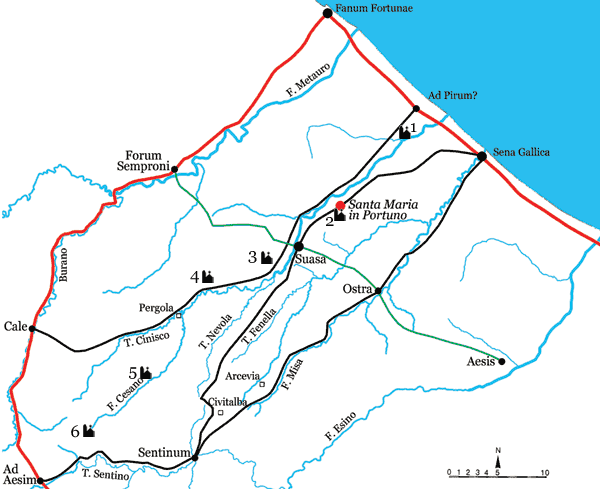 Fanum Fortunae
F. Metauro
Ad Pirum?
1
Sena Gallica
Forum
Semproni
2
Santa Maria
in Portuno
Burano
3
Suasa
4
Ostra
Pergola
T. Nevola
T. Fenella
Cale
T. Cinisco
F. Misa
Aesis
5
F. Cesano
Arcevia
Civitalba
6
F. Esino
Sentinum
Ad
Aesim
T. Sentino
N
0 1 2 3 4 5 10